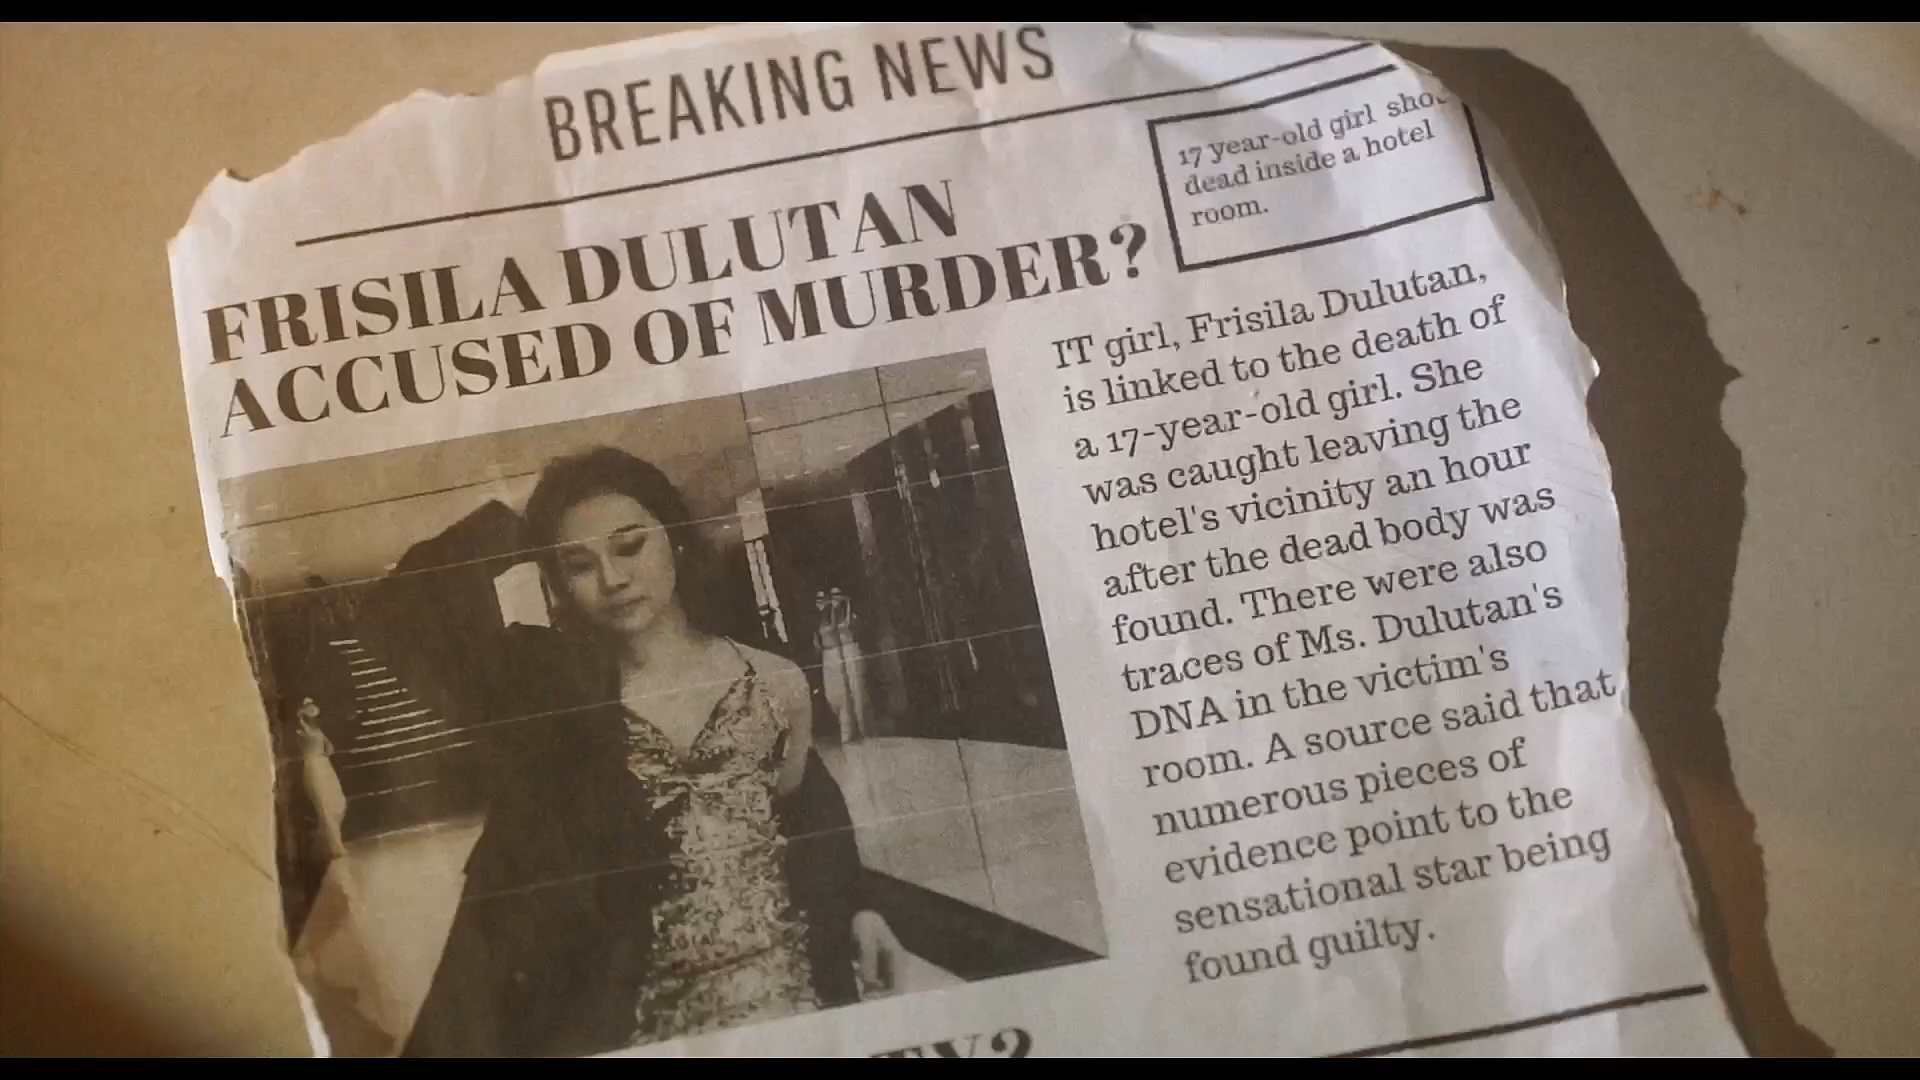 BREAKING NEWS
17 year-old girl
dead inside a hotel
room.
FRISILA DULUTAN
ACCUSED OF MURDER?
IT girl, Frisila Dulutan,
is linked to the death of
a 17-year-old girl. She
was caught leaving the
hotel's vicinity an hour
after the dead body was
found. There were also
traces of Ms. Dulutan's
DNA in the victim's
room. A source said that
numerous pieces of
evidence point to the
sensational star being
found guilty.